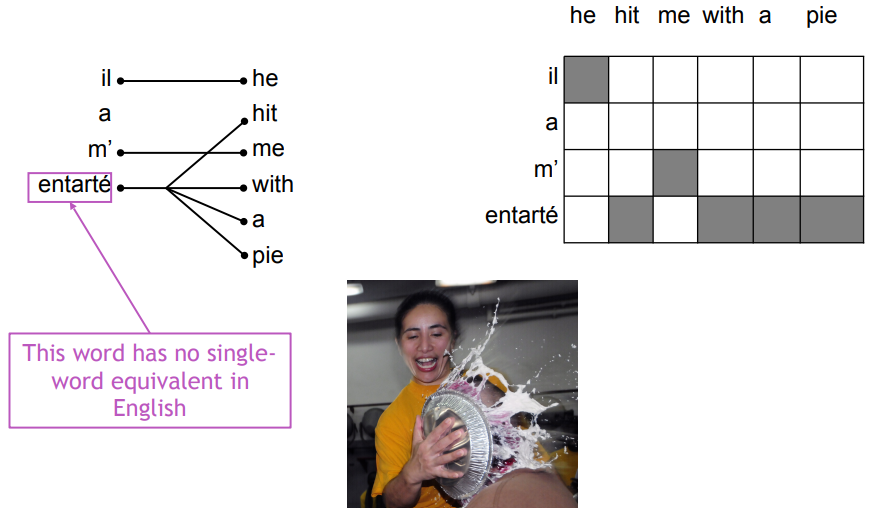 il he
a hit
m’ me
entarté with
a
pie
he hit me with a pie
il
a
m’
entarté
This word has no single-
word equivalent in
English